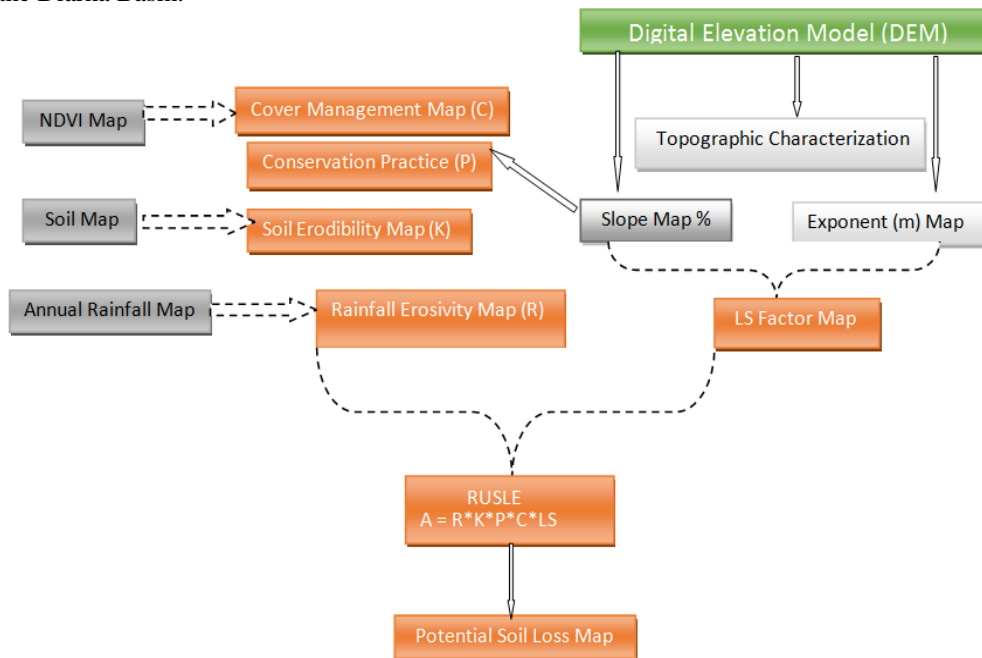 Digital Elevation Model (DEM)
NDVI Map
Cover Management Map (C)
Topographic Characterization
Conservation Practice (P)
Soil Map
Soil Erodibility Map (K)
Slope Map %
Exponent (m) Map
Annual Rainfall Map
Rainfall Erosivity Map (R)
LS Factor Map
RUSLE
A = R*K*P*C*LS
Potential Soil Loss Map